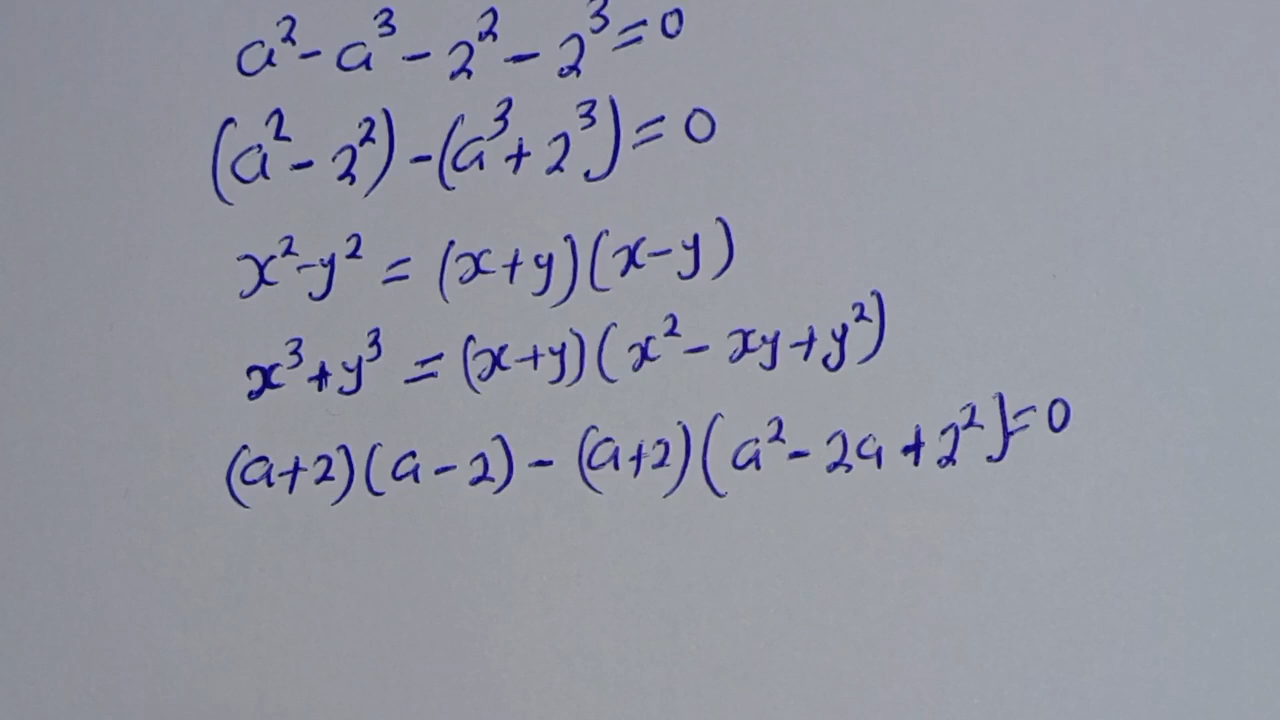 a² - a³ - 2² - 2³ = 0
(a² - 2²) - (a³ + 2³) = 0
x² - y² = (x+y)(x-y)
x³ + y³ = (x+y)(x² - xy + y²)
(a+2)(a-2) - (a+2)(a² - 2a + 2²) = 0